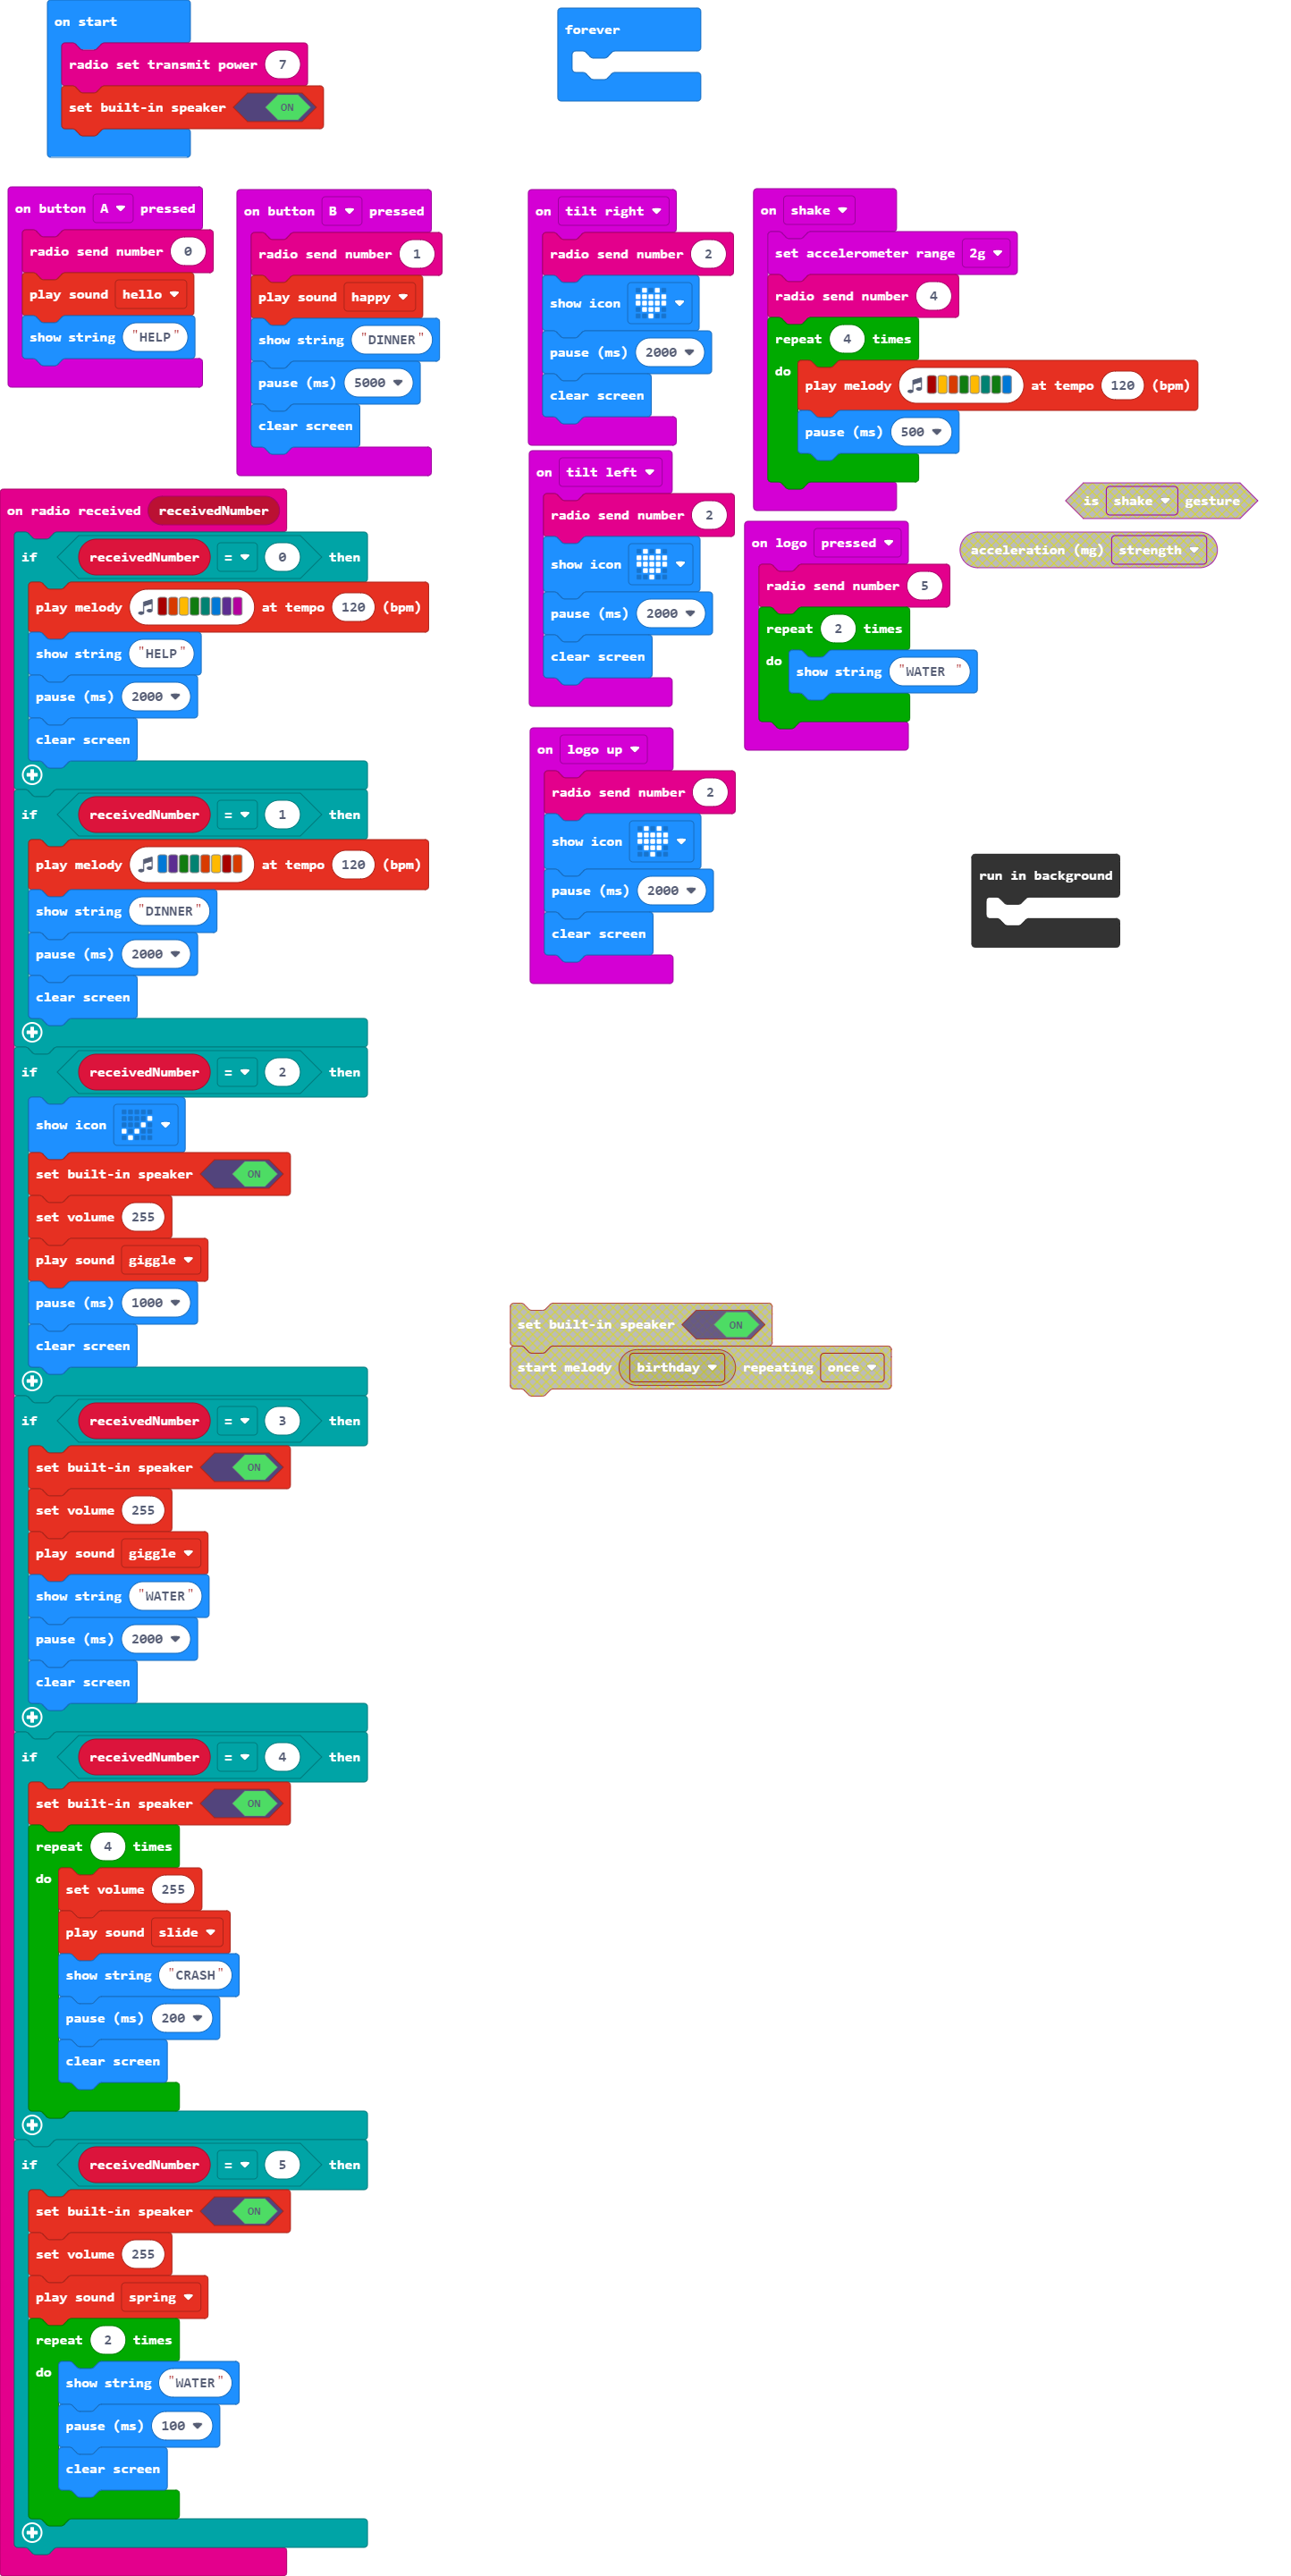 on start
radio set transmit power 7
set built-in speaker ON
forever
on button A pressed
radio send number 0
play sound hello
show string "HELP"
on button B pressed
radio send number 1
play sound happy
show string "DINNER"
pause (ms) 5000
clear screen
on tilt right
radio send number 2
show icon
pause (ms) 2000
clear screen
on shake
set accelerometer range 2g
radio send number 4
repeat 4 times
do
play melody at tempo 120 (bpm)
pause (ms) 500
on tilt left
radio send number 2
show icon
pause (ms) 2000
clear screen
is shake gesture
acceleration (mg) strength
on logo pressed
radio send number 5
repeat 2 times
do
show string "WATER "
on logo up
radio send number 2
show icon
pause (ms) 2000
clear screen
run in background
set built-in speaker ON
start melody birthday repeating once
on radio received receivedNumber
if receivedNumber = 0 then
play melody at tempo 120 (bpm)
show string "HELP"
pause (ms) 2000
clear screen
if receivedNumber = 1 then
play melody at tempo 120 (bpm)
show string "DINNER"
pause (ms) 2000
clear screen
if receivedNumber = 2 then
show icon
set built-in speaker ON
set volume 255
play sound giggle
pause (ms) 1000
clear screen
if receivedNumber = 3 then
set built-in speaker ON
set volume 255
play sound giggle
show string "WATER"
pause (ms) 2000
clear screen
if receivedNumber = 4 then
set built-in speaker ON
repeat 4 times
do
set volume 255
play sound slide
show string "CRASH"
pause (ms) 200
clear screen
if receivedNumber = 5 then
set built-in speaker ON
set volume 255
play sound spring
repeat 2 times
do
show string "WATER"
pause (ms) 100
clear screen